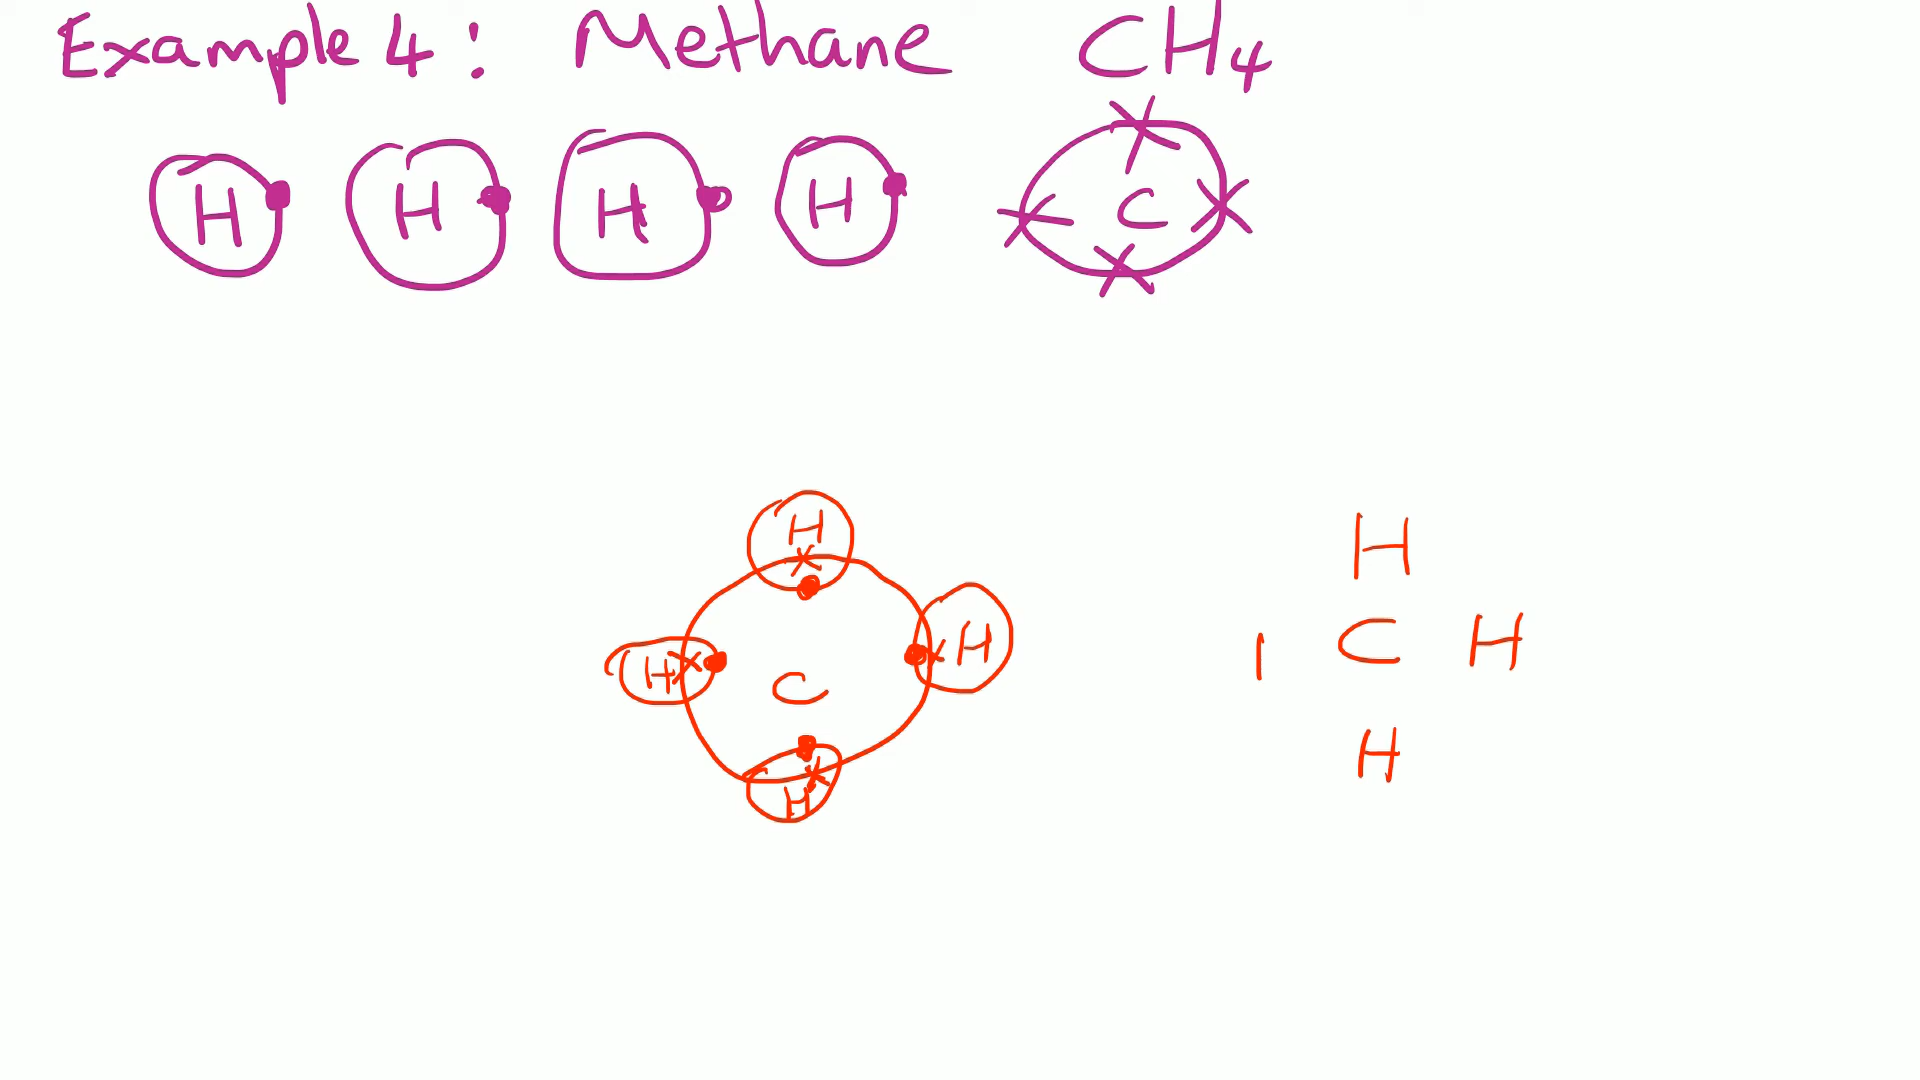 Example 4: Methane CH4
H H H H C
H
H C H
H
H
C H
H